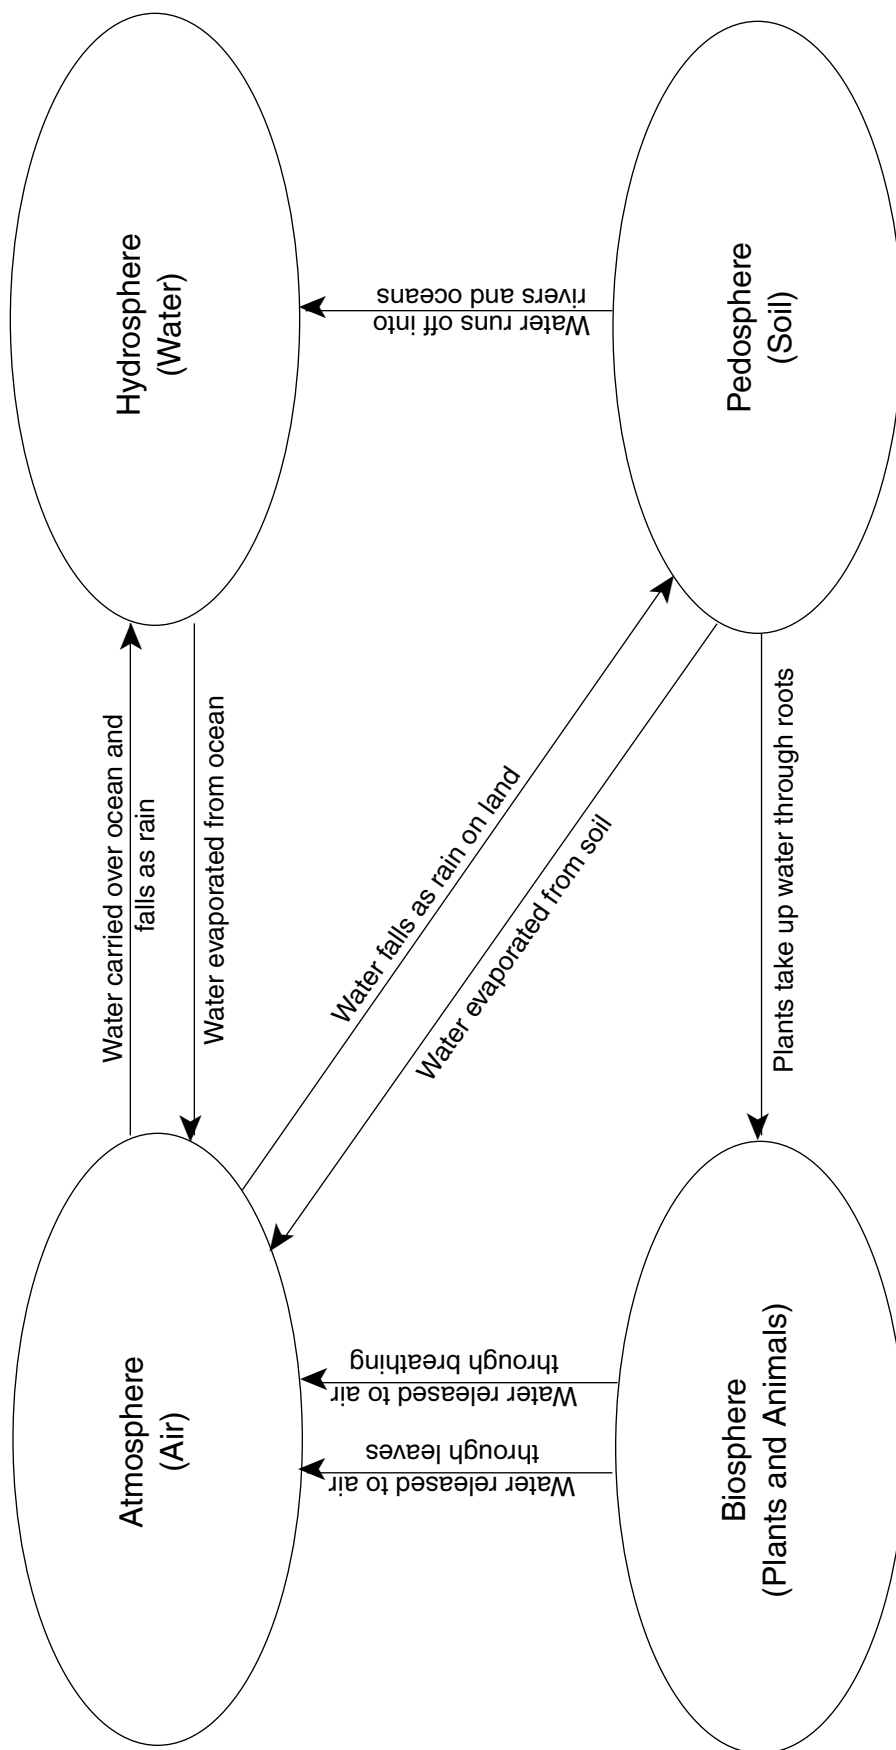 Atmosphere
(Air)
Water carried over ocean and
falls as rain
Water evaporated from ocean
Hydrosphere
(Water)
Water falls as rain on land
Water evaporated from soil
Water released to air
through leaves
Water released to air
through breathing
Water runs off into
rivers and oceans
Biosphere
(Plants and Animals)
Plants take up water through roots
Pedosphere
(Soil)